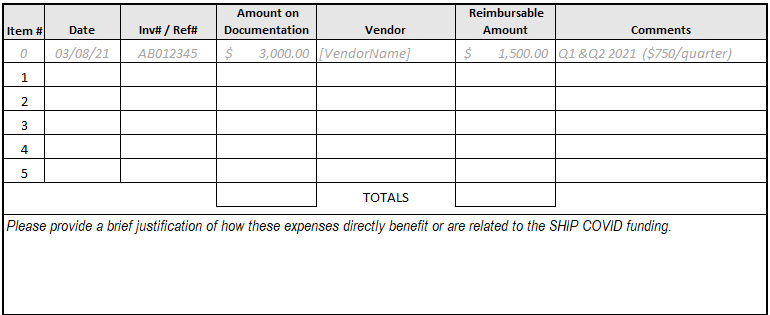 Item # Date Inv# / Ref# Amount on Documentation Vendor Reimbursable Amount Comments
0 03/08/21 AB012345 $ 3,000.00 [VendorName] $ 1,500.00 Q1 &Q2 2021 ($750/quarter)
1
2
3
4
5
TOTALS
Please provide a brief justification of how these expenses directly benefit or are related to the SHIP COVID funding.